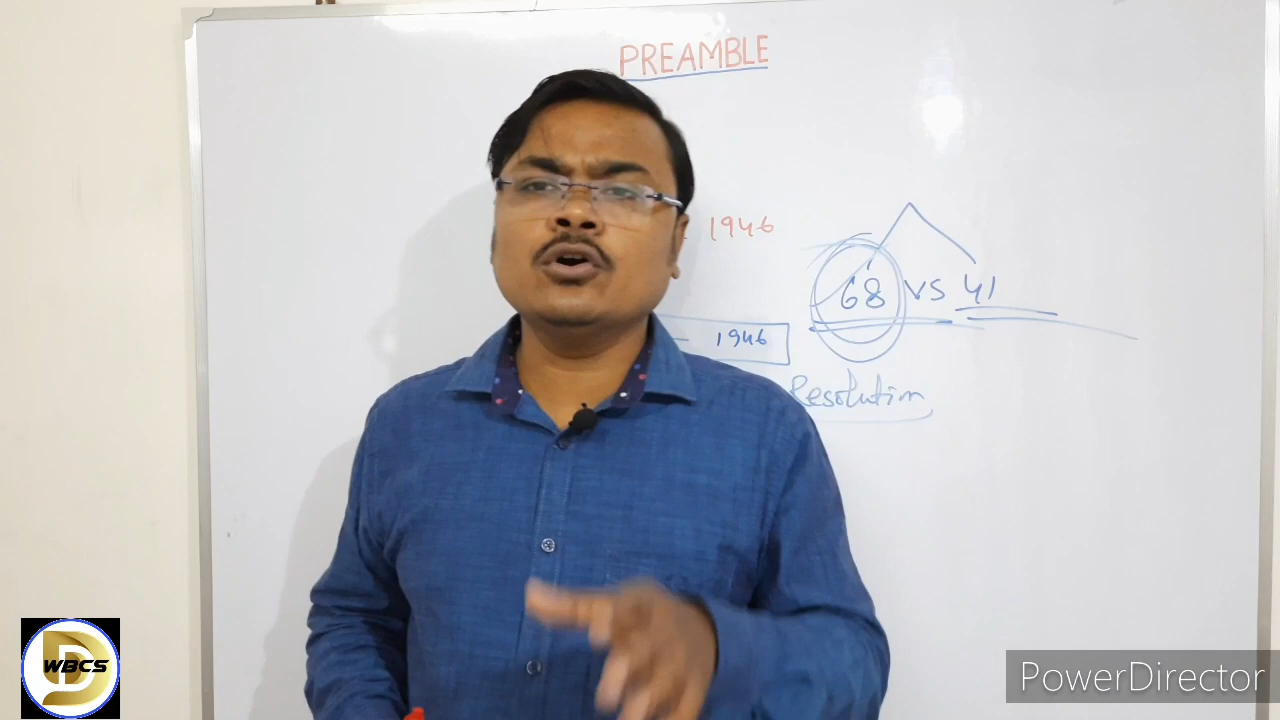 PREAMBLE
1946
68 VS 41
1946
Resolution
WBCS
PowerDirector